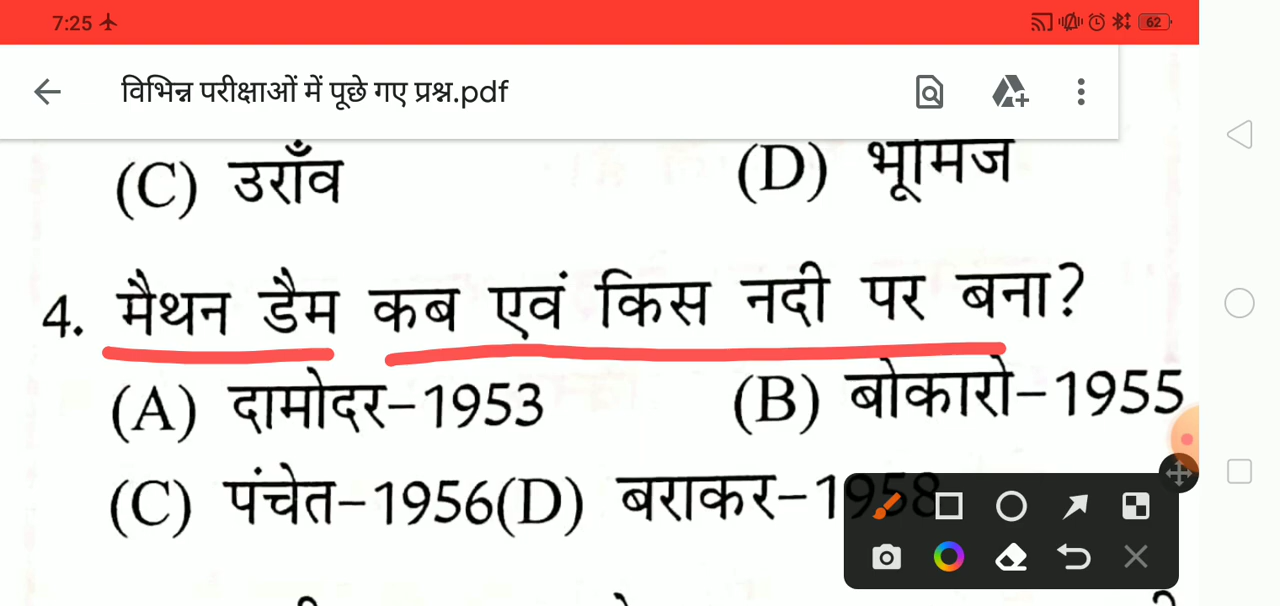 7:25
62
विभिन्न परीक्षाओं में पूछे गए प्रश्न.pdf
(C) उराँव (D) भूमिज
4. मैथन डैम कब एवं किस नदी पर बना?
(A) दामोदर–1953 (B) बोकारो–1955
(C) पंचेत–1956 (D) बराकर–1958